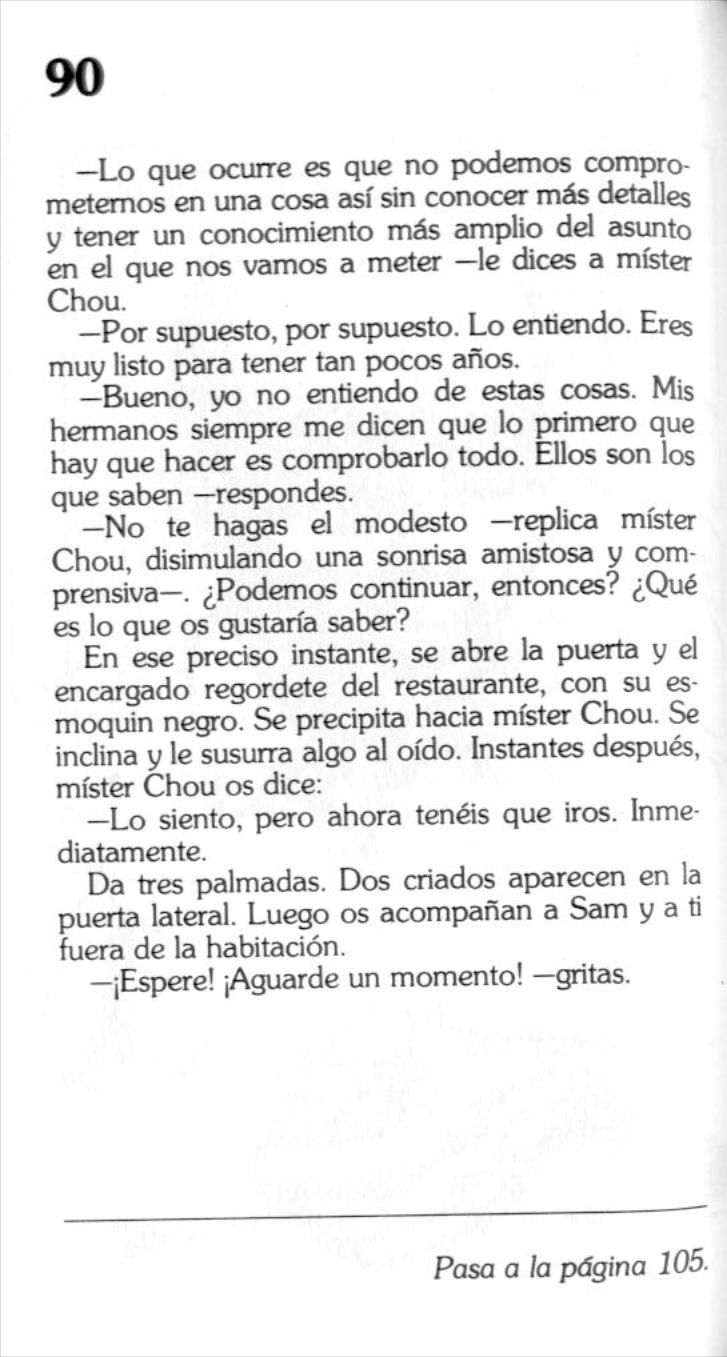 90
—Lo que ocurre es que no podemos compro-
meternos en una cosa así sin conocer más detalles
y tener un conocimiento más amplio del asunto
en el que nos vamos a meter —le dices a míster
Chou.
—Por supuesto, por supuesto. Lo entiendo. Eres
muy listo para tener tan pocos años.
—Bueno, yo no entiendo de estas cosas. Mis
hermanos siempre me dicen que lo primero que
hay que hacer es comprobarlo todo. Ellos son los
que saben —respondes.
—No te hagas el modesto —replica míster
Chou, disimulando una sonrisa amistosa y com-
prensiva—. ¿Podemos continuar, entonces? ¿Qué
es lo que os gustaría saber?
En ese preciso instante, se abre la puerta y el
encargado regordete del restaurante, con su es-
moquin negro. Se precipita hacia míster Chou. Se
inclina y le susurra algo al oído. Instantes después,
míster Chou os dice:
—Lo siento, pero ahora tenéis que iros. Inme-
diatamente.
Da tres palmadas. Dos criados aparecen en la
puerta lateral. Luego os acompañan a Sam y a ti
fuera de la habitación.
—¡Espere! ¡Aguarde un momento! —gritas.
Pasa a la página 105.